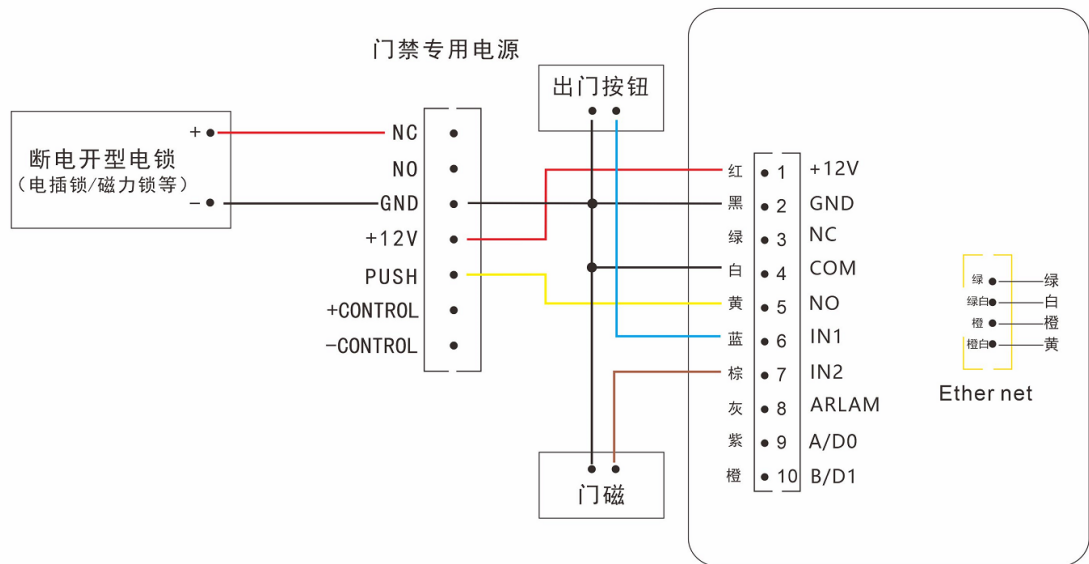 门禁专用电源
出门按钮
断电开型电锁
(电插锁/磁力锁等)
+
-
NC
NO
GND
+12V
PUSH
+CONTROL
-CONTROL
红 1 +12V
黑 2 GND
绿 3 NC
白 4 COM
黄 5 NO
蓝 6 IN1
棕 7 IN2
灰 8 ARLAM
紫 9 A/D0
橙 10 B/D1
门磁
绿 绿
绿白 白
橙 橙
橙白 黄
Ether net